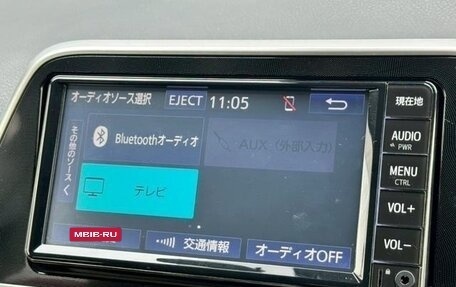 オーディオソース選択 EJECT 11:05
現在地
Bluetoothオーディオ
AUX (外部入力)
AUDIO
PWR
その他のソース く
テレビ
MENU
CTRL
VOL+
MEIE-RU
交通情報
オーディオOFF
VOL-